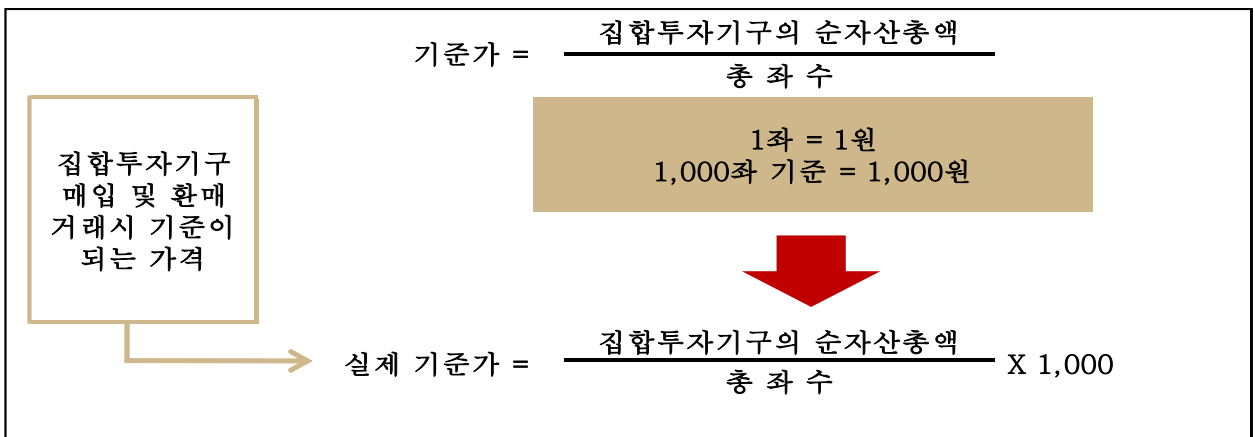 기준가 =
집합투자기구의 순자산총액
총 좌 수
1좌 = 1원
1,000좌 기준 = 1,000원
집합투자기구
매입 및 환매
거래시 기준이
되는 가격
실제 기준가 =
집합투자기구의 순자산총액
총 좌 수
X 1,000